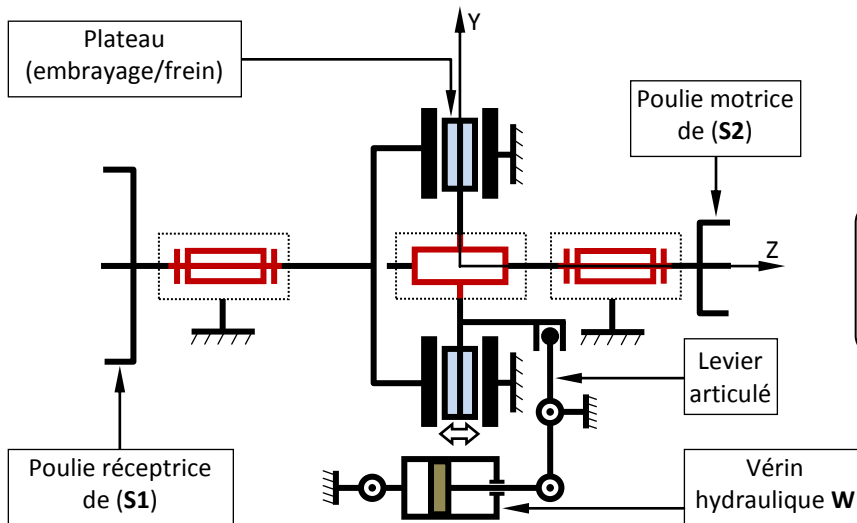 Plateau
(embrayage/frein)
Y
Poulie motrice
de (S2)
Z
Levier
articulé
Poulie réceptrice
de (S1)
Vérin
hydraulique W